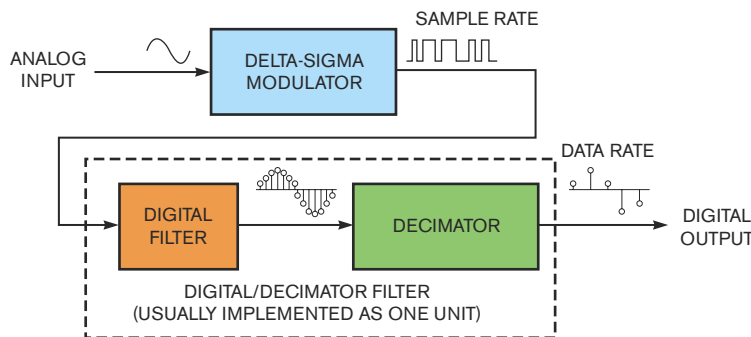 SAMPLE RATE
ANALOG
INPUT
DELTA-SIGMA
MODULATOR
DATA RATE
DIGITAL
FILTER
DECIMATOR
DIGITAL
OUTPUT
DIGITAL/DECIMATOR FILTER
(USUALLY IMPLEMENTED AS ONE UNIT)